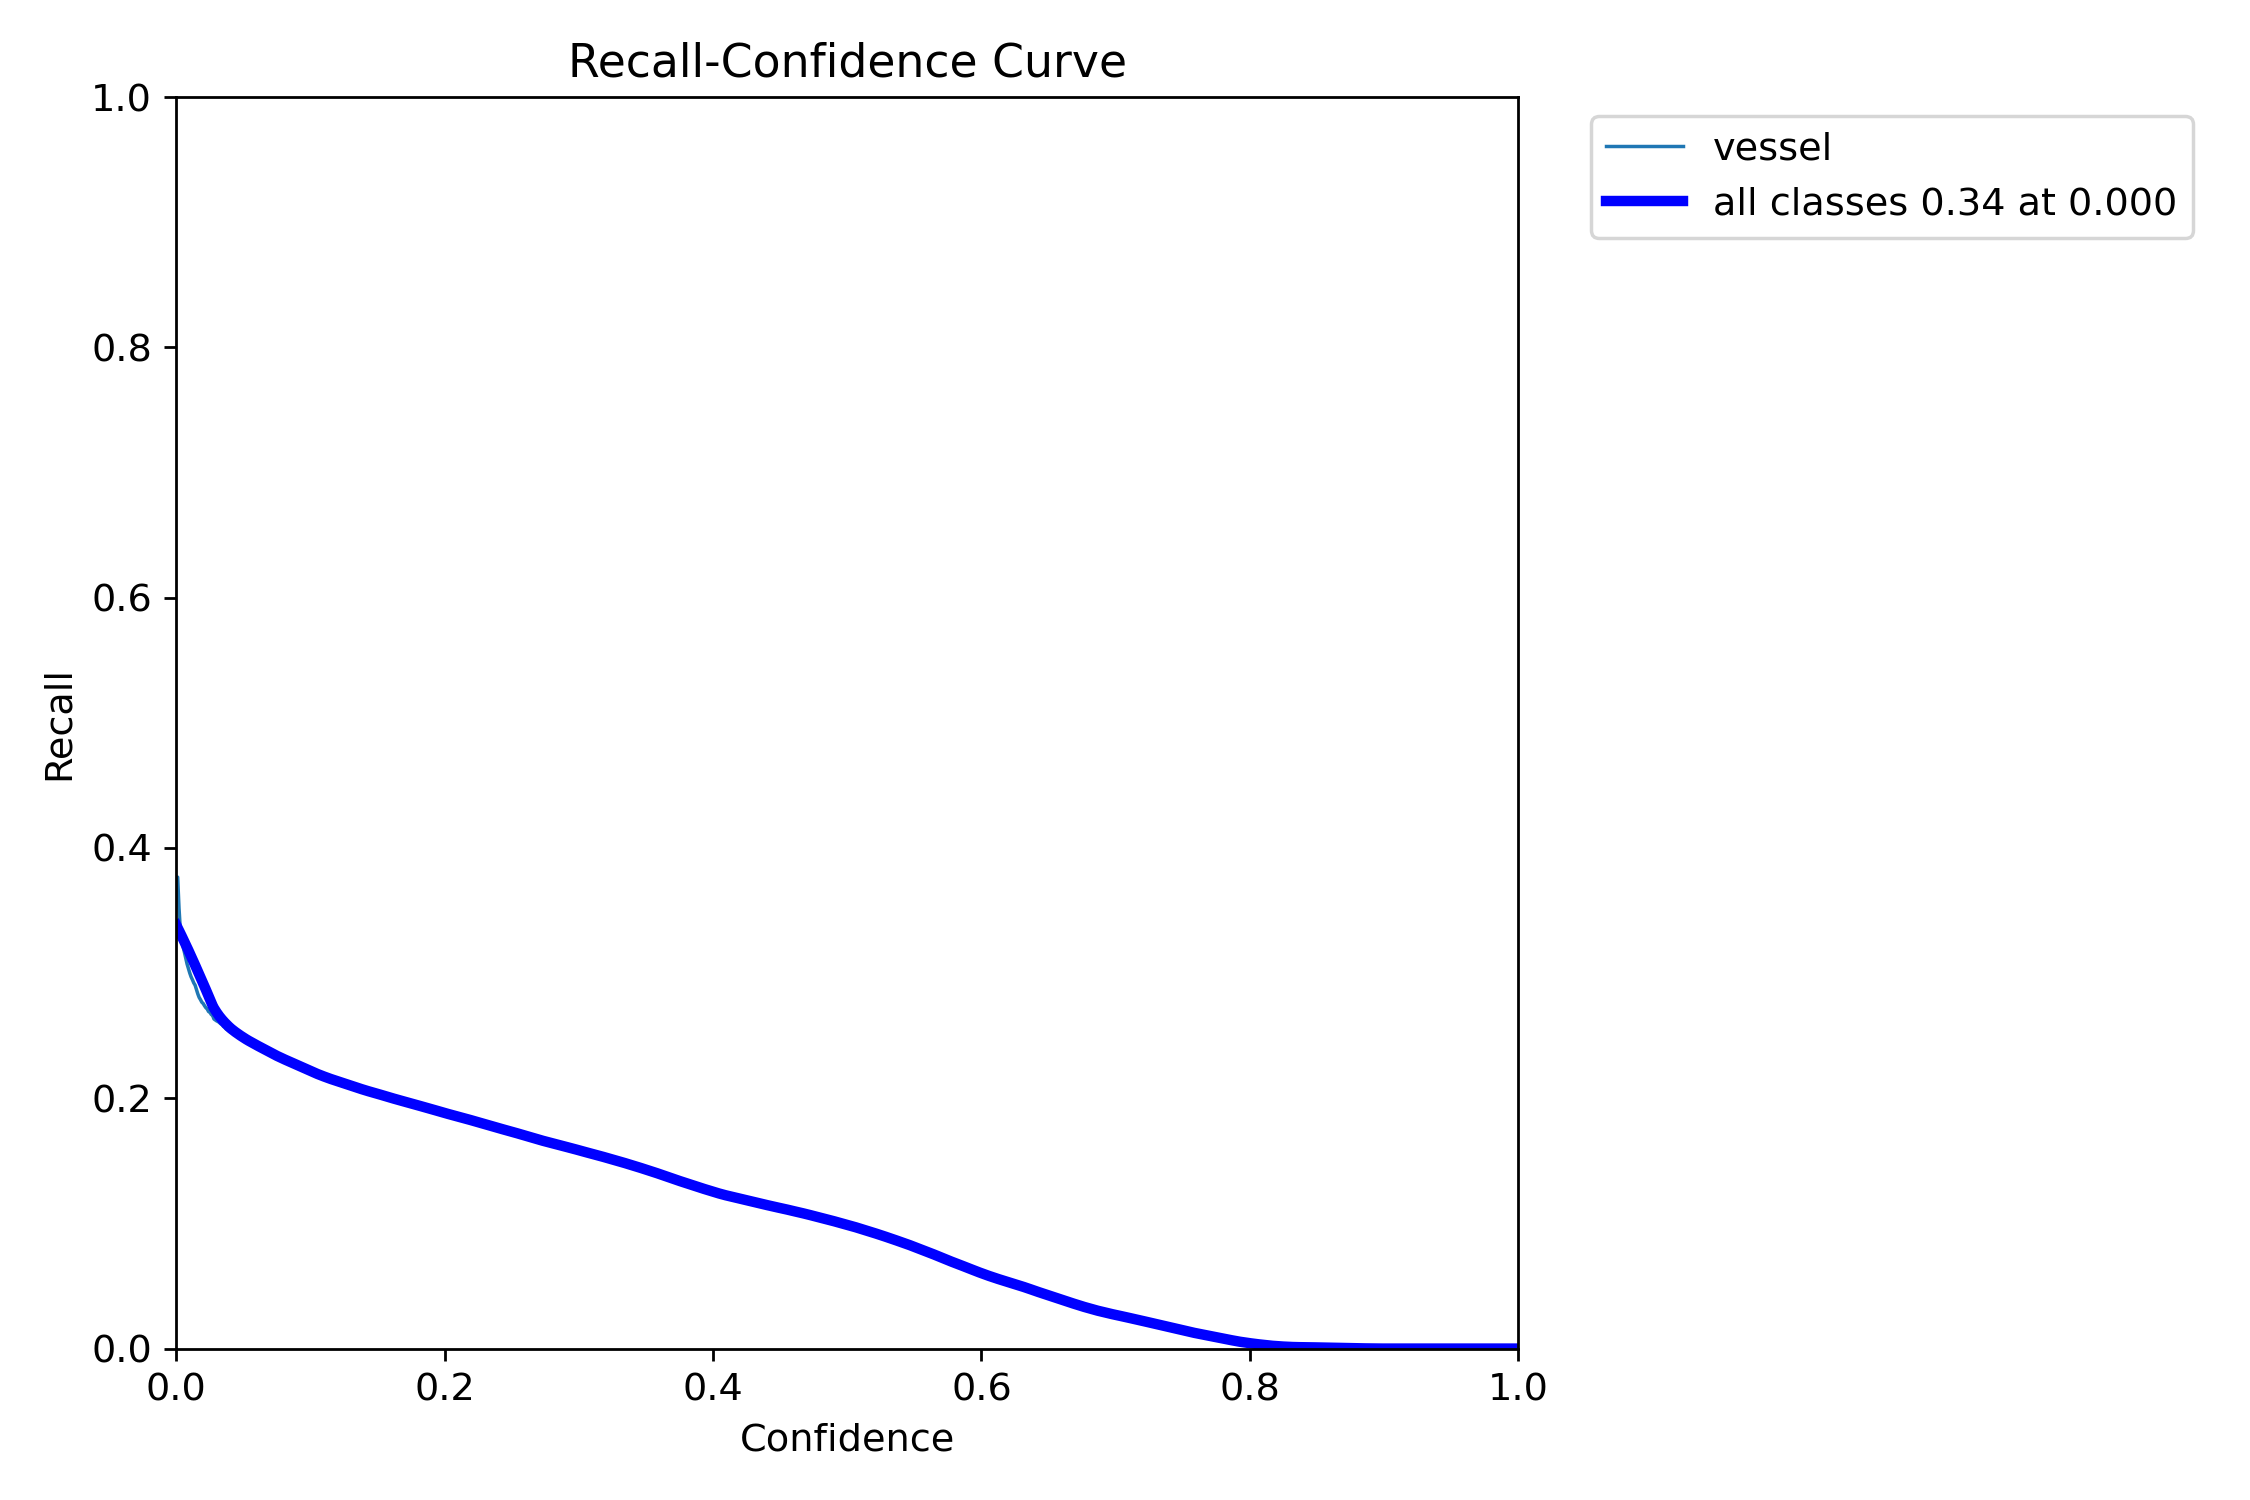 Recall-Confidence Curve
1.0
0.8
0.6
0.4
0.2
0.0
Recall
0.0 0.2 0.4 0.6 0.8 1.0
Confidence
vessel
all classes 0.34 at 0.000